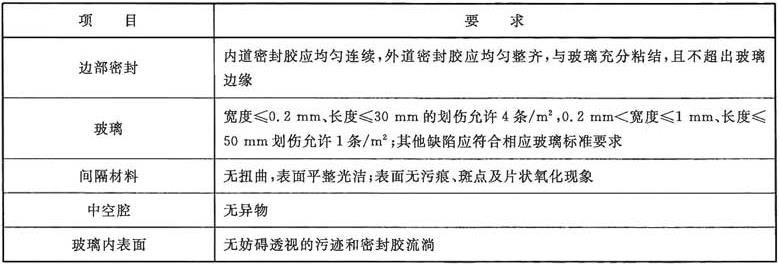 项 目 要 求
边部密封 内道密封胶应均匀连续,外道密封胶应均匀整齐,与玻璃充分粘结,且不超出玻璃
边缘
玻璃 宽度≤0.2 mm、长度≤30 mm的划伤允许4条/m²,0.2 mm<宽度≤1 mm、长度≤
50 mm划伤允许1条/m²;其他缺陷应符合相应玻璃标准要求
间隔材料 无扭曲,表面平整光洁;表面无污痕、斑点及片状氧化现象
中空腔 无异物
玻璃内表面 无妨碍透视的污迹和密封胶流淌